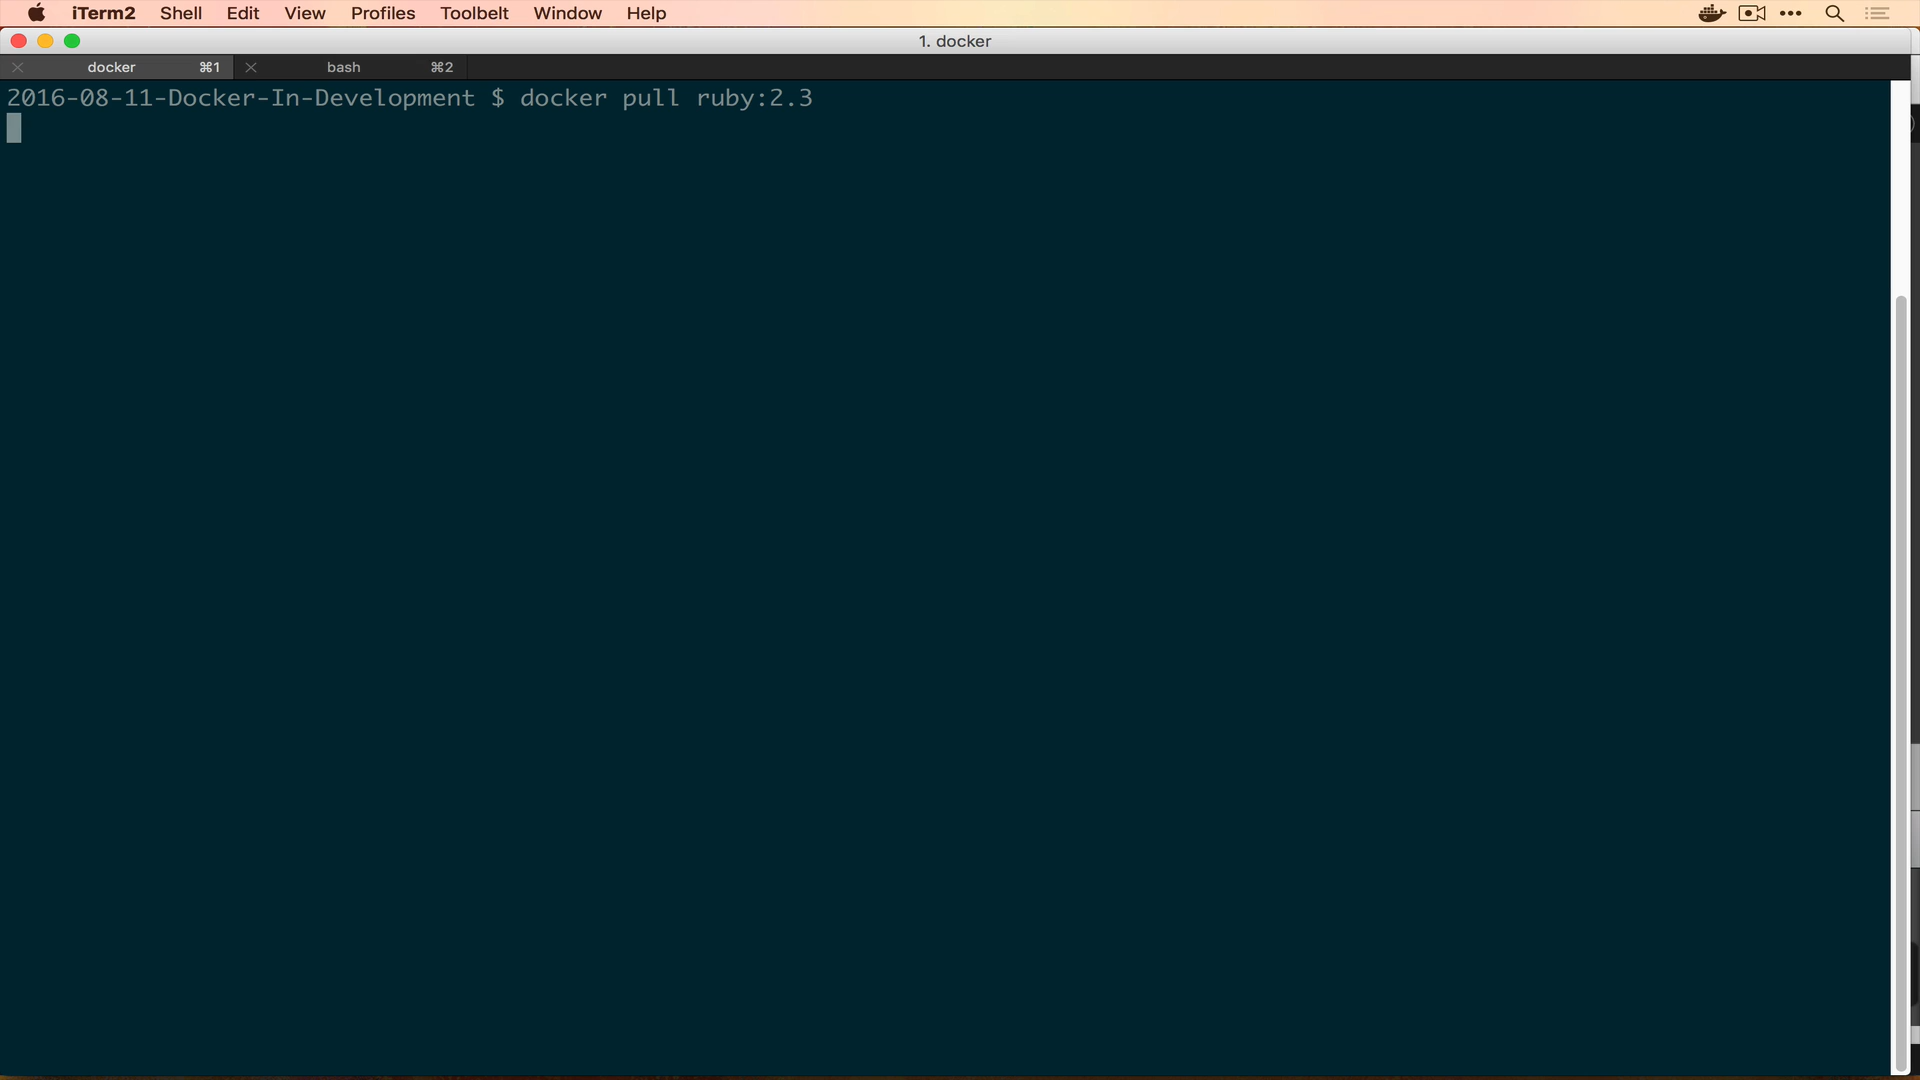 iTerm2 Shell Edit View Profiles Toolbelt Window Help
1. docker
docker ⌘1 bash ⌘2
2016-08-11-Docker-In-Development $ docker pull ruby:2.3